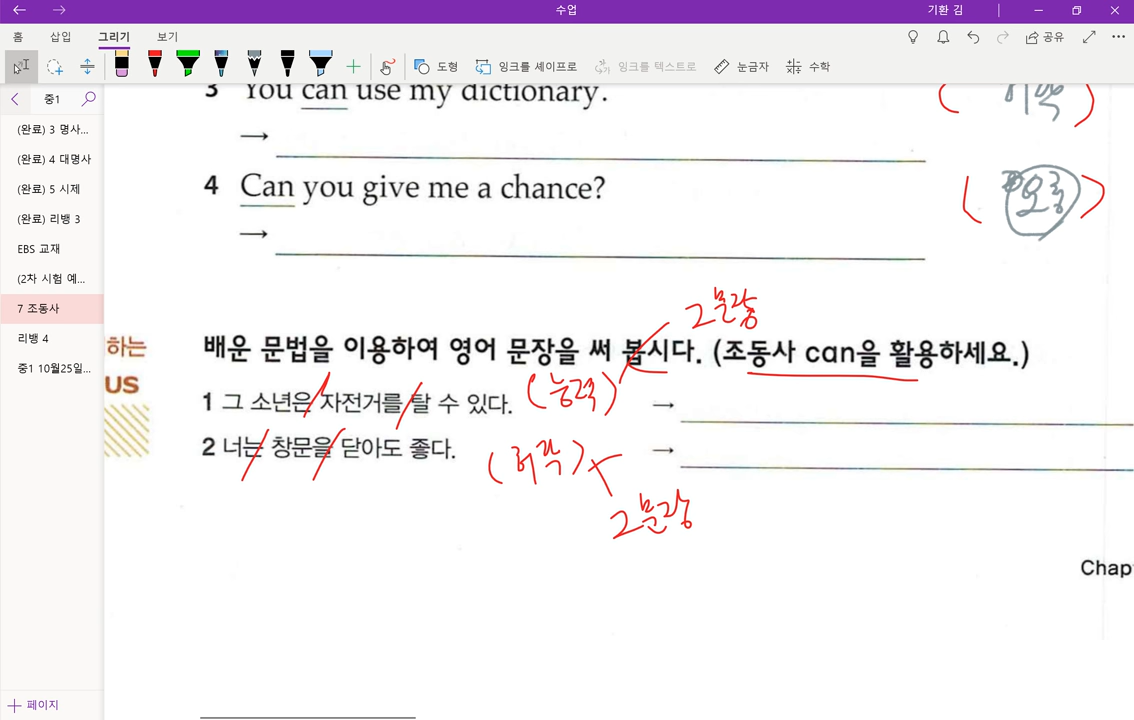 수업
기환 김
홈 삽입 그리기 보기
공유
도형 잉크를 셰이프로 잉크를 텍스트로 눈금자 수학
중1
(완료) 3 명사...
(완료) 4 대명사
(완료) 5 시제
(완료) 리뱅 3
EBS 교재
(2차 시험 예...
7 조동사
리뱅 4
중1 10월25일...
페이지
3 You can use my dictionary.
→
4 Can you give me a chance?
→
하는
US
그 문장
배운 문법을 이용하여 영어 문장을 써 봅시다. (조동사 can을 활용하세요.)
1 그 소년은 자전거를 탈 수 있다. (능력) →
2 너는 창문을 닫아도 좋다. (허락) →
Chap